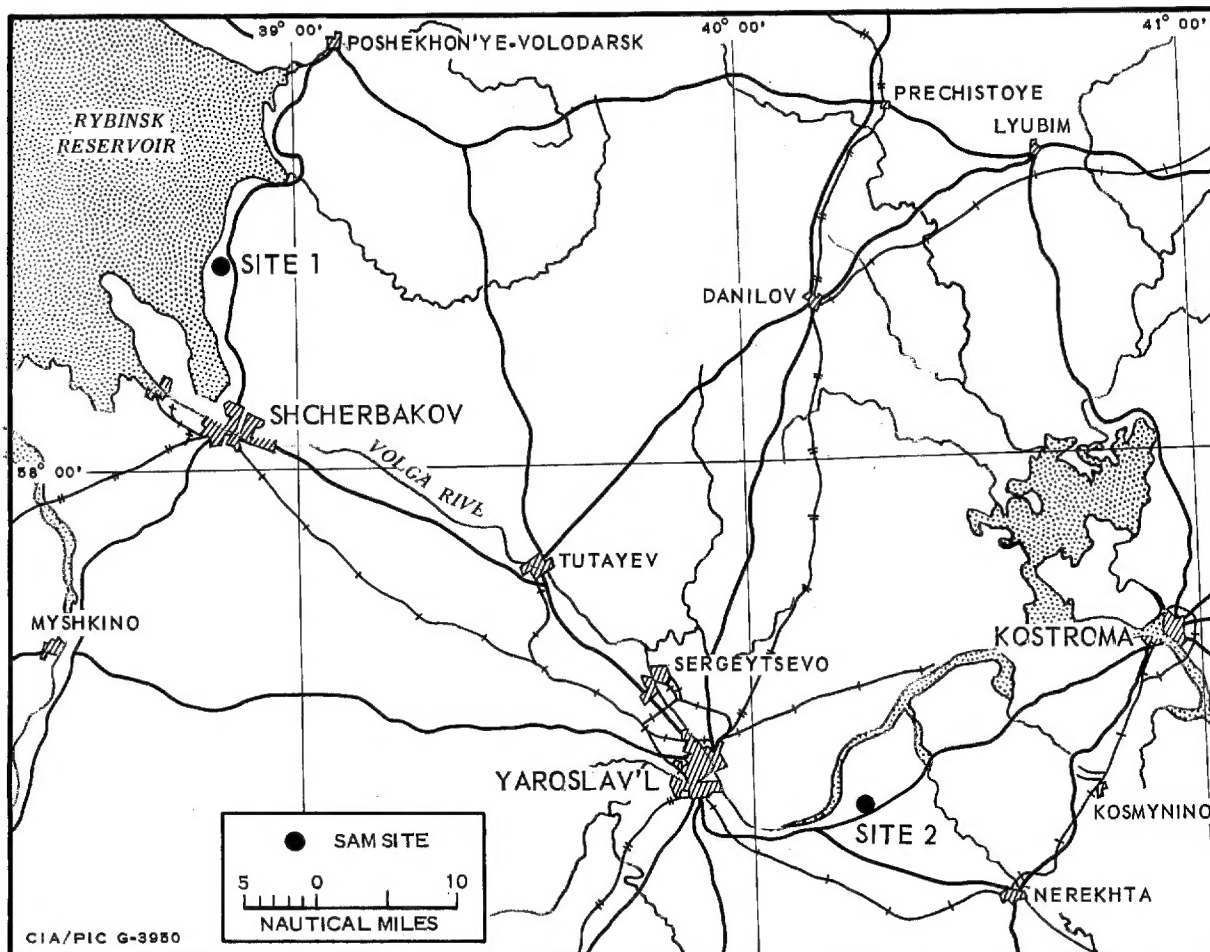 39° 00'
40° 00'
41° 00'
POSHEKHON'YE-VOLODARSK
PRECHISTOYE
LYUBIM
RYBINSK
RESERVOIR
SITE 1
DANILOV
SHCHERBAKOV
58° 00'
VOLGA RIVE
TUTAYEV
MYSHKINO
KOSTROMA
SERGEYTSEVO
YAROSLAV'L
KOSMYNINO
SITE 2
NEREKHTA
SAM SITE
5 0 10
NAUTICAL MILES
CIA/PIC G-3950